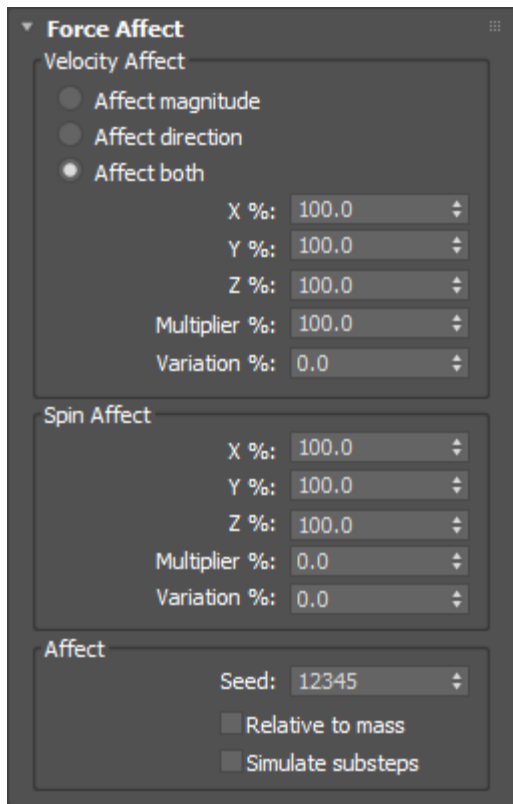 Force Affect
Velocity Affect
Affect magnitude
Affect direction
Affect both
X %: 100.0
Y %: 100.0
Z %: 100.0
Multiplier %: 100.0
Variation %: 0.0
Spin Affect
X %: 100.0
Y %: 100.0
Z %: 100.0
Multiplier %: 0.0
Variation %: 0.0
Affect
Seed: 12345
Relative to mass
Simulate substeps